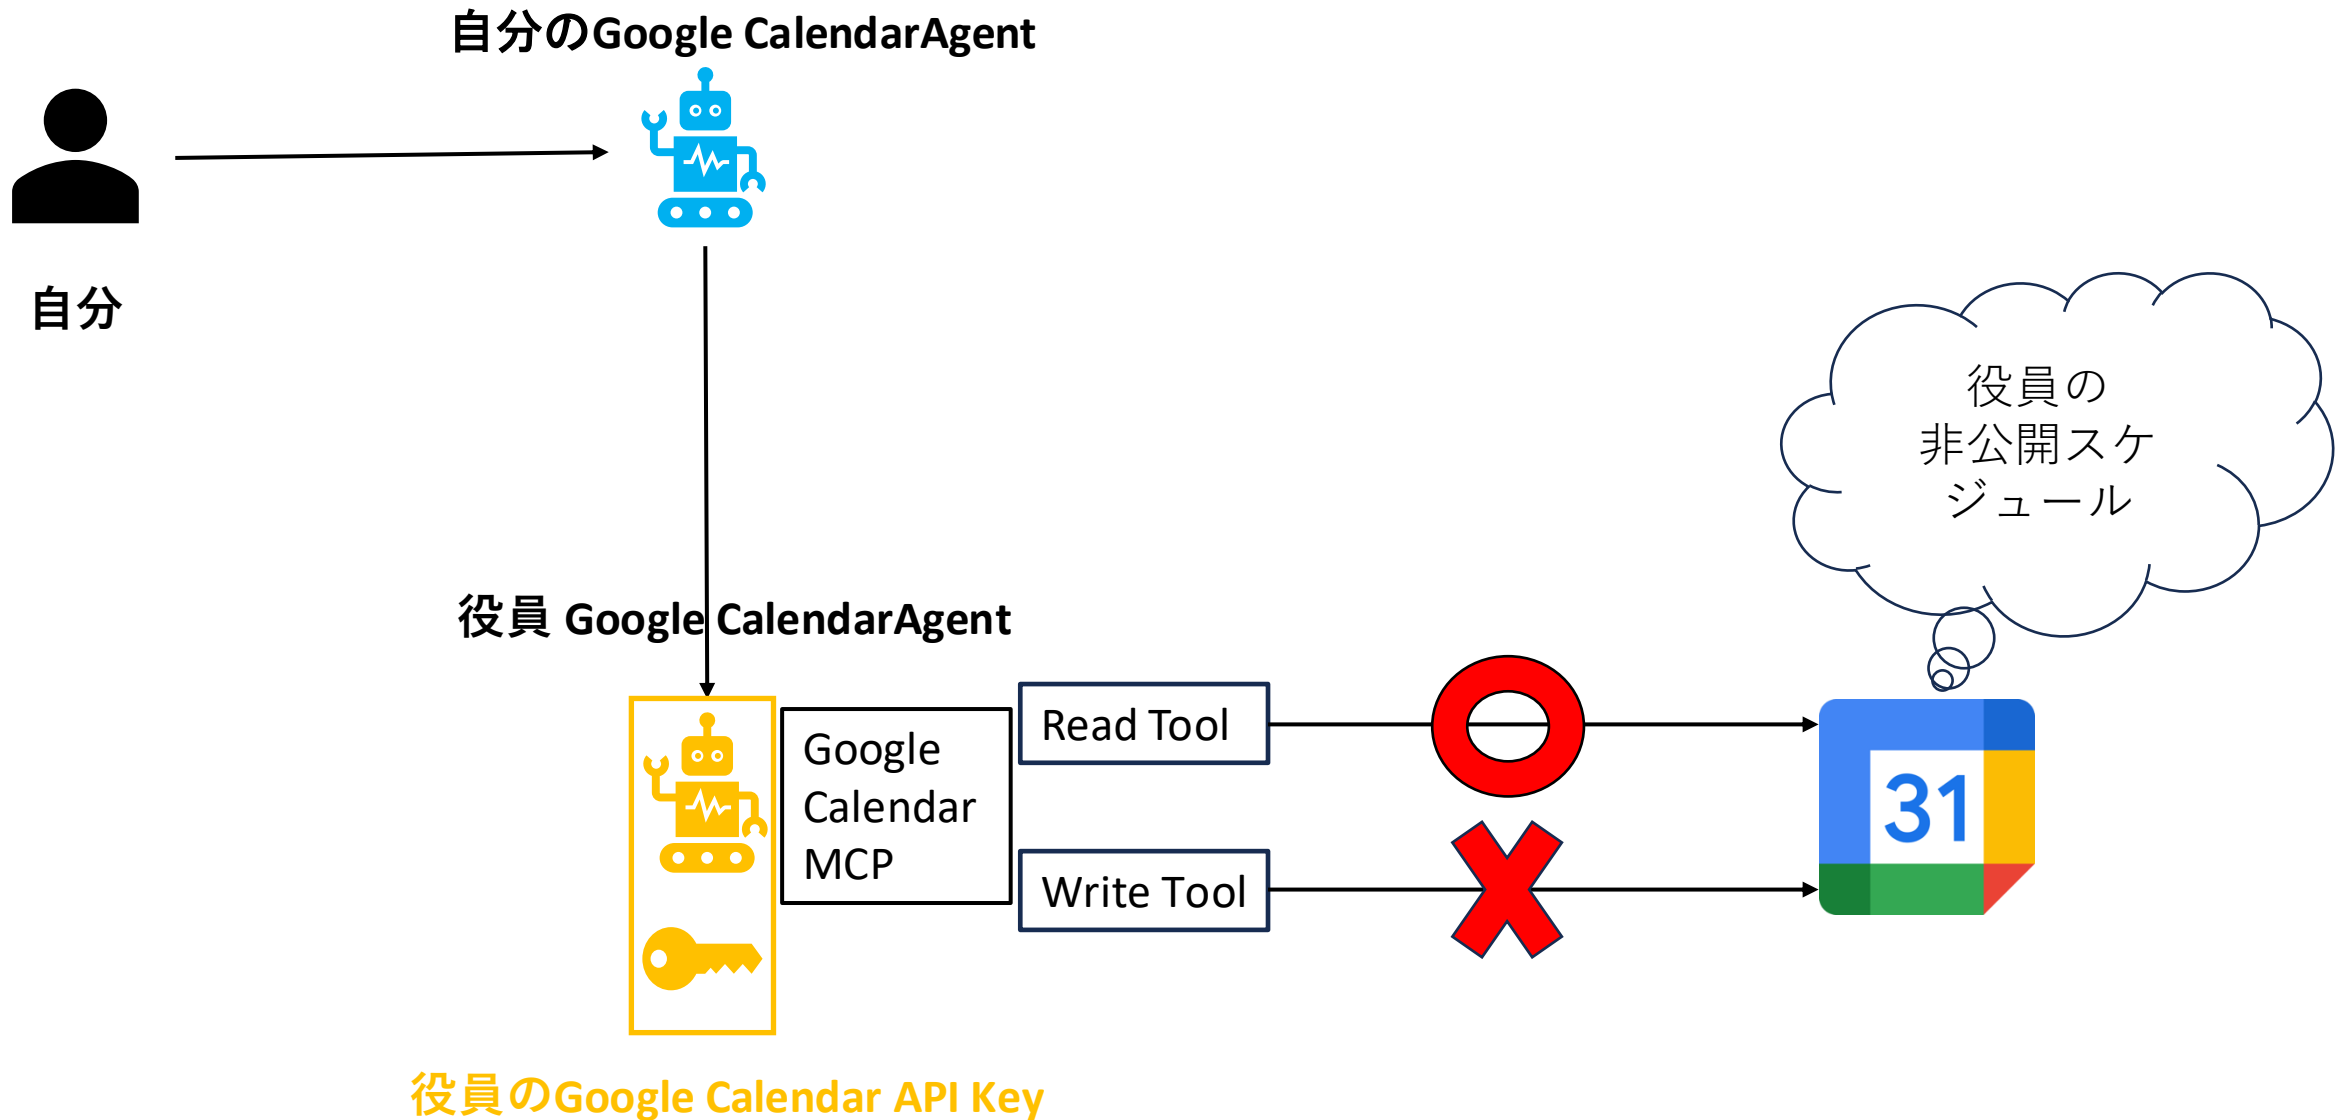 自分のGoogle CalendarAgent
自分
役員の
非公開スケ
ジュール
役員 Google CalendarAgent
Google
Calendar
MCP
Read Tool
Write Tool
31
役員のGoogle Calendar API Key